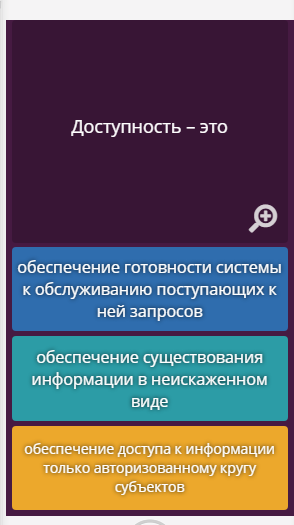 Доступность – это
обеспечение готовности системы
к обслуживанию поступающих к
ней запросов
обеспечение существования
информации в неискаженном
виде
обеспечение доступа к информации
только авторизованному кругу
субъектов